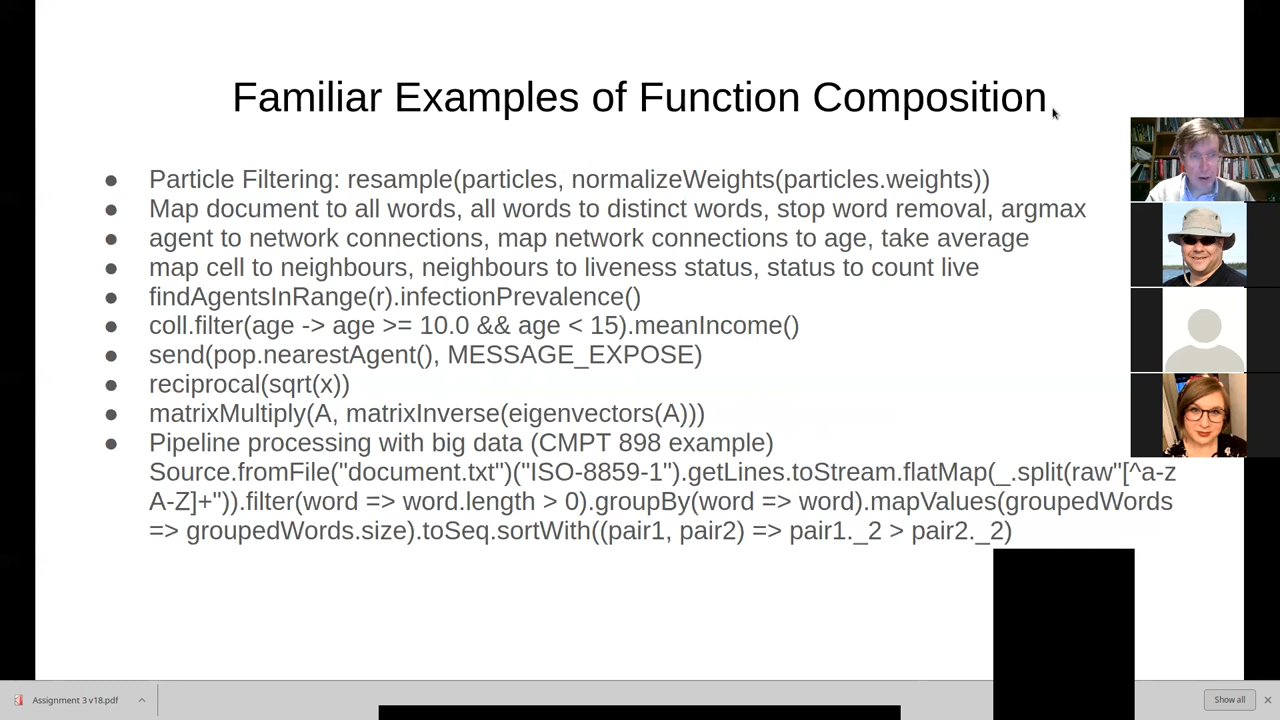 Familiar Examples of Function Composition
● Particle Filtering: resample(particles, normalizeWeights(particles.weights))
● Map document to all words, all words to distinct words, stop word removal, argmax
● agent to network connections, map network connections to age, take average
● map cell to neighbours, neighbours to liveness status, status to count live
● findAgentsInRange(r).infectionPrevalence()
● coll.filter(age -> age >= 10.0 && age < 15).meanIncome()
● send(pop.nearestAgent(), MESSAGE_EXPOSE)
● reciprocal(sqrt(x))
● matrixMultiply(A, matrixInverse(eigenvectors(A)))
● Pipeline processing with big data (CMPT 898 example)
Source.fromFile("document.txt")("ISO-8859-1").getLines.toStream.flatMap(_.split(raw"[^a-z
A-Z]+")).filter(word => word.length > 0).groupBy(word => word).mapValues(groupedWords
=> groupedWords.size).toSeq.sortWith((pair1, pair2) => pair1._2 > pair2._2)
Assignment 3 v18.pdf
Show all